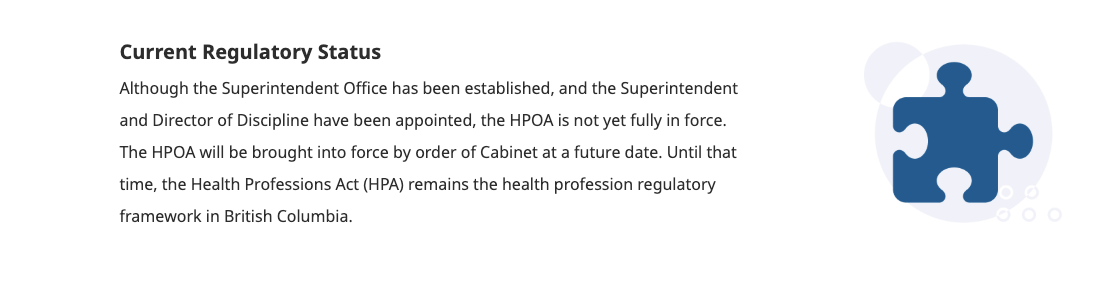 Current Regulatory Status
Although the Superintendent Office has been established, and the Superintendent
and Director of Discipline have been appointed, the HPOA is not yet fully in force.
The HPOA will be brought into force by order of Cabinet at a future date. Until that
time, the Health Professions Act (HPA) remains the health profession regulatory
framework in British Columbia.